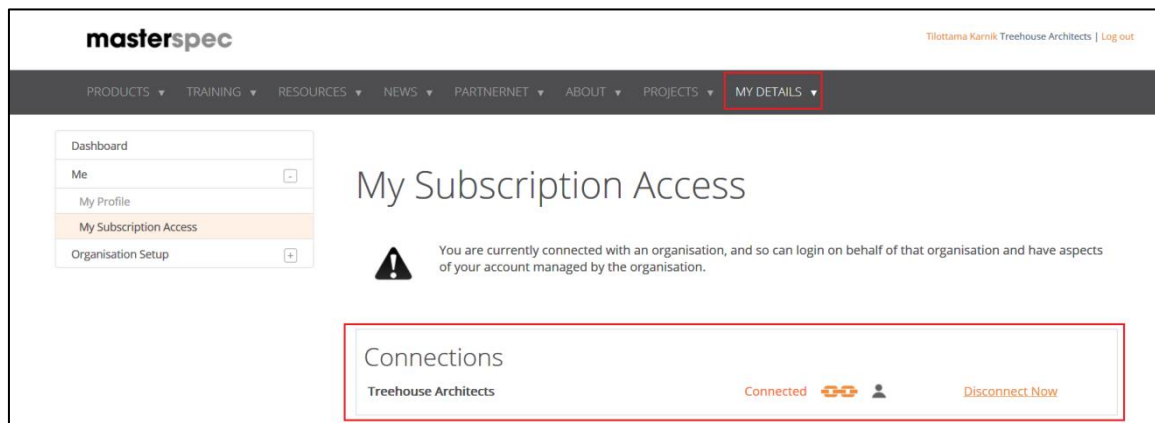 masterspec
Tilottama Karnik Treehouse Architects | Log out
PRODUCTS ▼ TRAINING ▼ RESOURCES ▼ NEWS ▼ PARTNERNET ▼ ABOUT ▼ PROJECTS ▼ MY DETAILS ▼
Dashboard
Me -
My Profile
My Subscription Access
Organisation Setup +
My Subscription Access
You are currently connected with an organisation, and so can login on behalf of that organisation and have aspects
of your account managed by the organisation.
Connections
Treehouse Architects Connected Disconnect Now